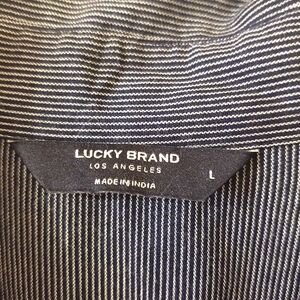 LUCKY BRAND
LOS ANGELES
MADE IN INDIA
L